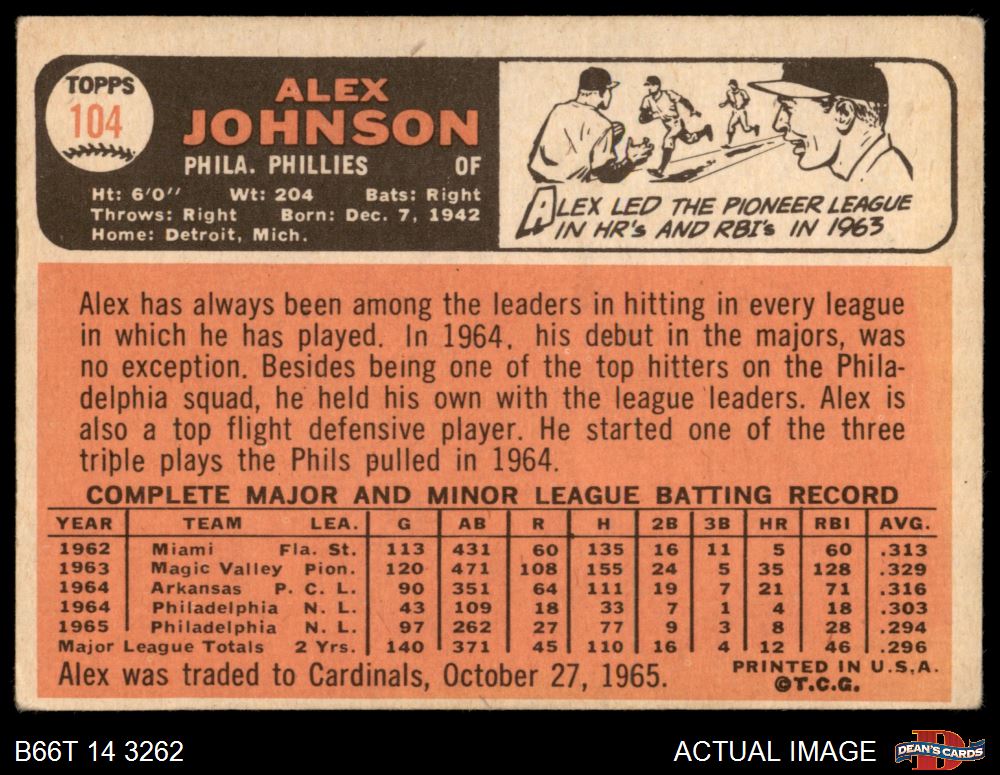 TOPPS
104
ALEX
JOHNSON
PHILA. PHILLIES OF
Ht: 6'0'' Wt: 204 Bats: Right
Throws: Right Born: Dec. 7, 1942
Home: Detroit, Mich.
ALEX LED THE PIONEER LEAGUE
IN HR's AND RBI's IN 1963
Alex has always been among the leaders in hitting in every league
in which he has played. In 1964, his debut in the majors, was
no exception. Besides being one of the top hitters on the Phila-
delphia squad, he held his own with the league leaders. Alex is
also a top flight defensive player. He started one of the three
triple plays the Phils pulled in 1964.
COMPLETE MAJOR AND MINOR LEAGUE BATTING RECORD
YEAR TEAM LEA. G AB R H 2B 3B HR RBI AVG.
1962 Miami Fla. St. 113 431 60 135 16 11 5 60 .313
1963 Magic Valley Pion. 120 471 108 155 24 5 35 128 .329
1964 Arkansas P. C. L. 90 351 64 111 19 7 21 71 .316
1964 Philadelphia N. L. 43 109 18 33 7 1 4 18 .303
1965 Philadelphia N. L. 97 262 27 77 9 3 8 28 .294
Major League Totals 2 Yrs. 140 371 45 110 16 4 12 46 .296
Alex was traded to Cardinals, October 27, 1965.
PRINTED IN U.S.A.
©T.C.G.
B66T 14 3262
ACTUAL IMAGE
DEAN'S CARDS